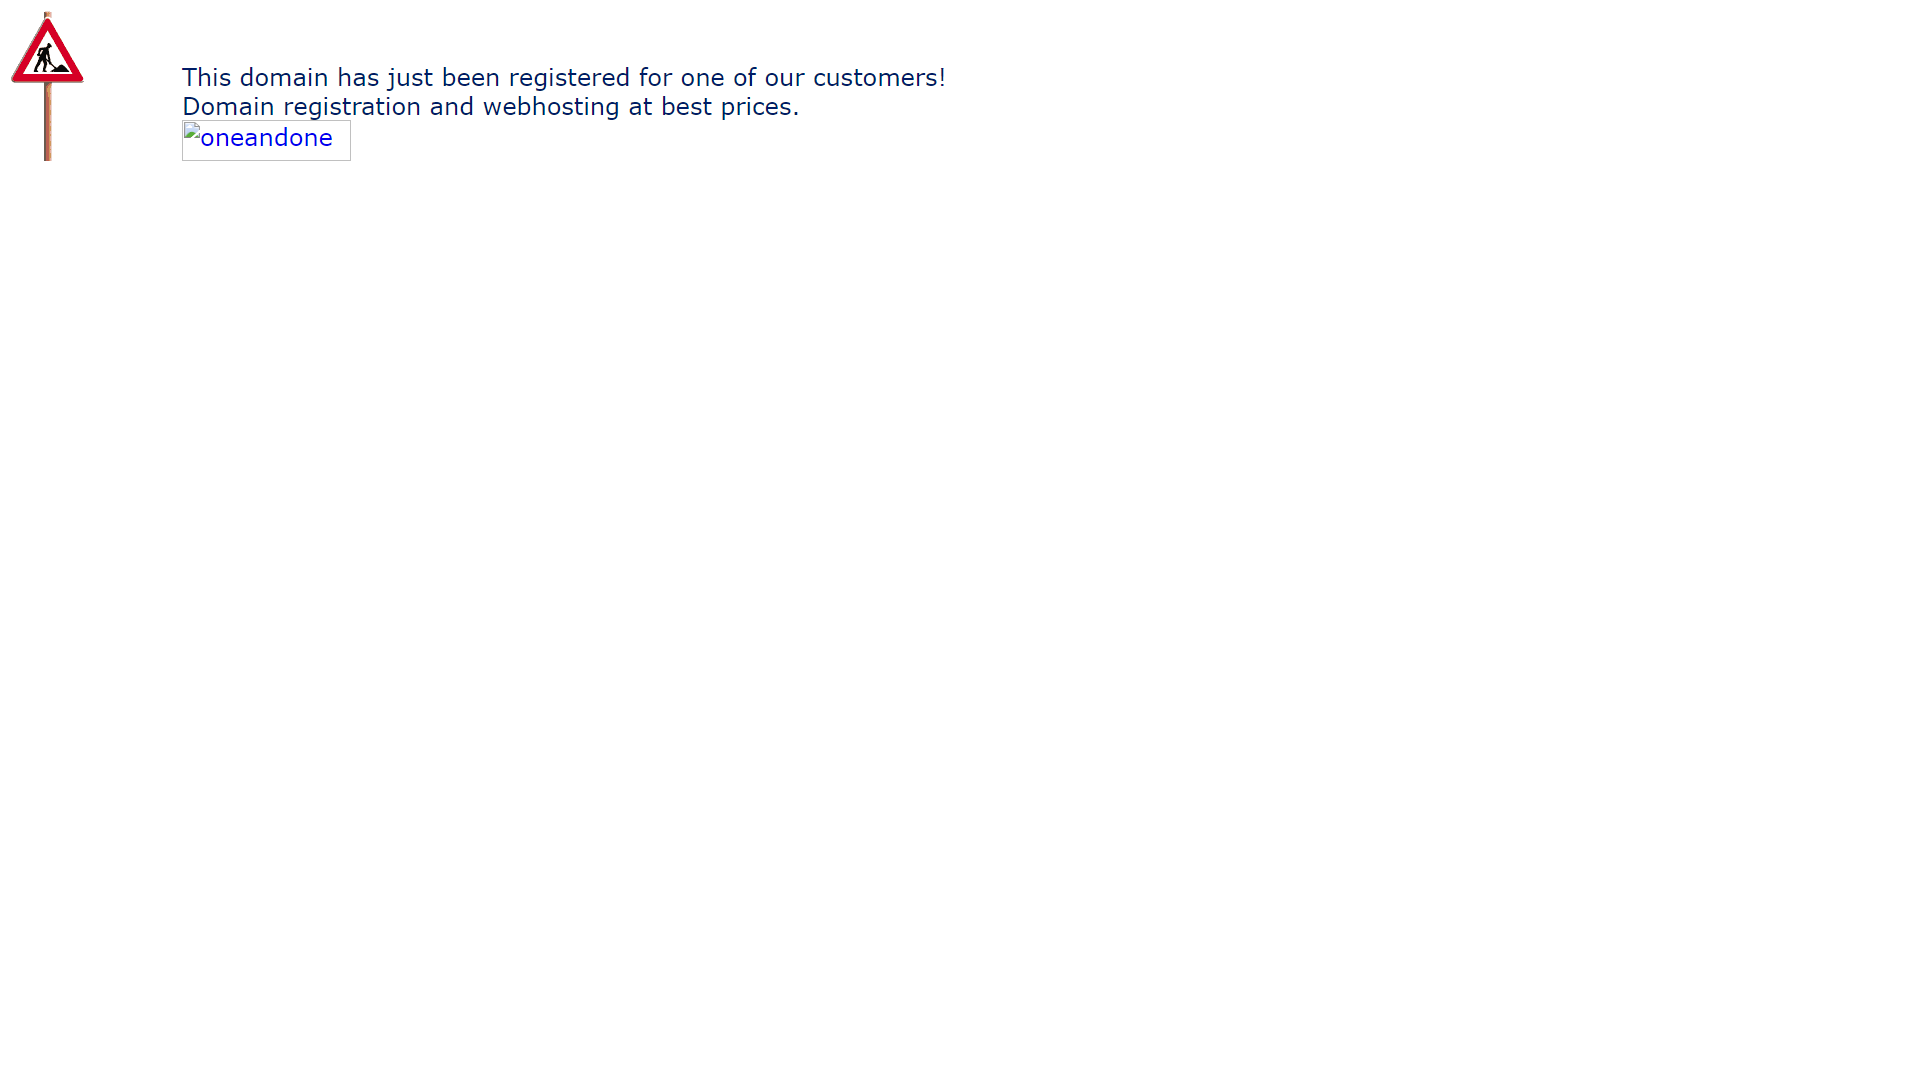 This domain has just been registered for one of our customers!
Domain registration and webhosting at best prices.
oneandone